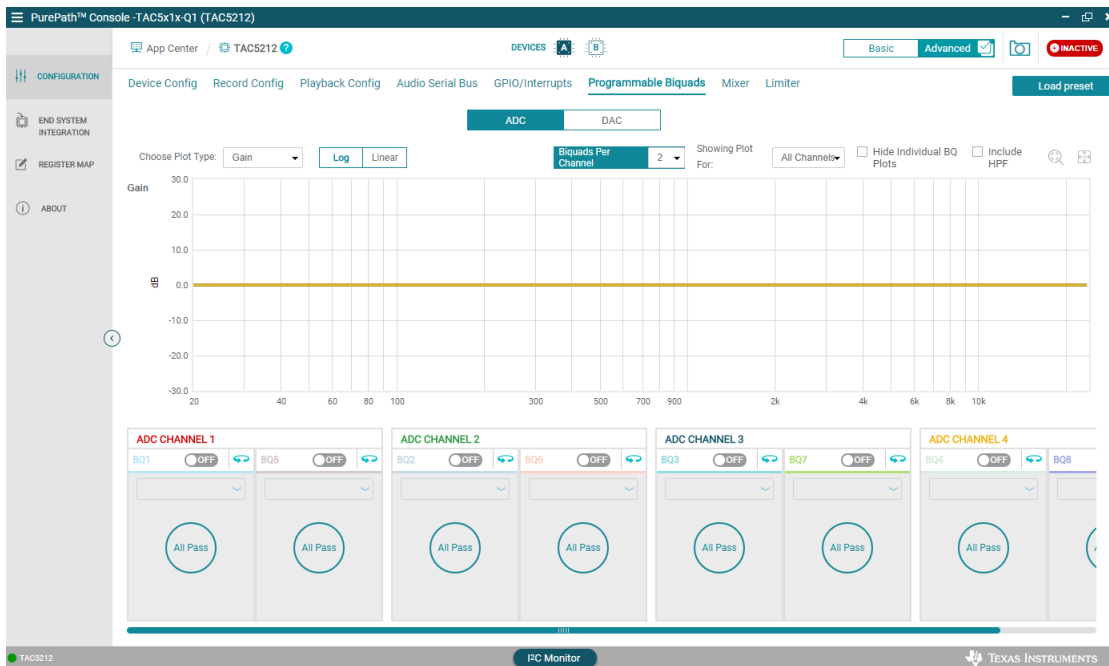 PurePath™ Console -TAC5x1x-Q1 (TAC5212)
App Center / TAC5212 ?
DEVICES A B
Basic Advanced
INACTIVE
CONFIGURATION
END SYSTEM
INTEGRATION
REGISTER MAP
ABOUT
Device Config Record Config Playback Config Audio Serial Bus GPIO/Interrupts Programmable Biquads Mixer Limiter
Load preset
ADC DAC
Choose Plot Type: Gain Log Linear
Biquads Per
Channel
2
Showing Plot
For:
All Channels
Hide Individual BQ
Plots
Include
HPF
Gain
30.0
20.0
10.0
dB
0.0
-10.0
-20.0
-30.0
20 40 60 80 100 300 500 700 900 2k 4k 6k 8k 10k
ADC CHANNEL 1 ADC CHANNEL 2 ADC CHANNEL 3 ADC CHANNEL 4
BQ1 OFF BQ5 OFF BQ2 OFF BQ6 OFF BQ3 OFF BQ7 OFF BQ4 OFF BQ8
All Pass All Pass All Pass All Pass All Pass All Pass All Pass
TAC5212
I²C Monitor
TEXAS INSTRUMENTS